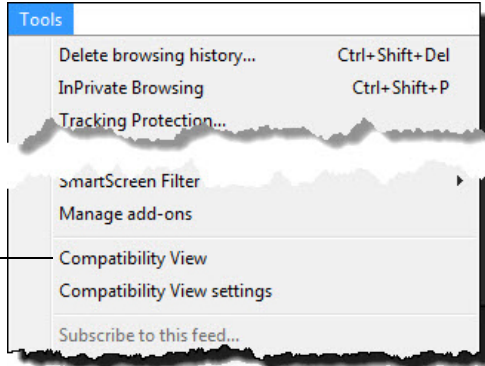 Tools
Delete browsing history... Ctrl+Shift+Del
InPrivate Browsing Ctrl+Shift+P
Tracking Protection...
SmartScreen Filter
Manage add-ons
Compatibility View
Compatibility View settings
Subscribe to this feed...